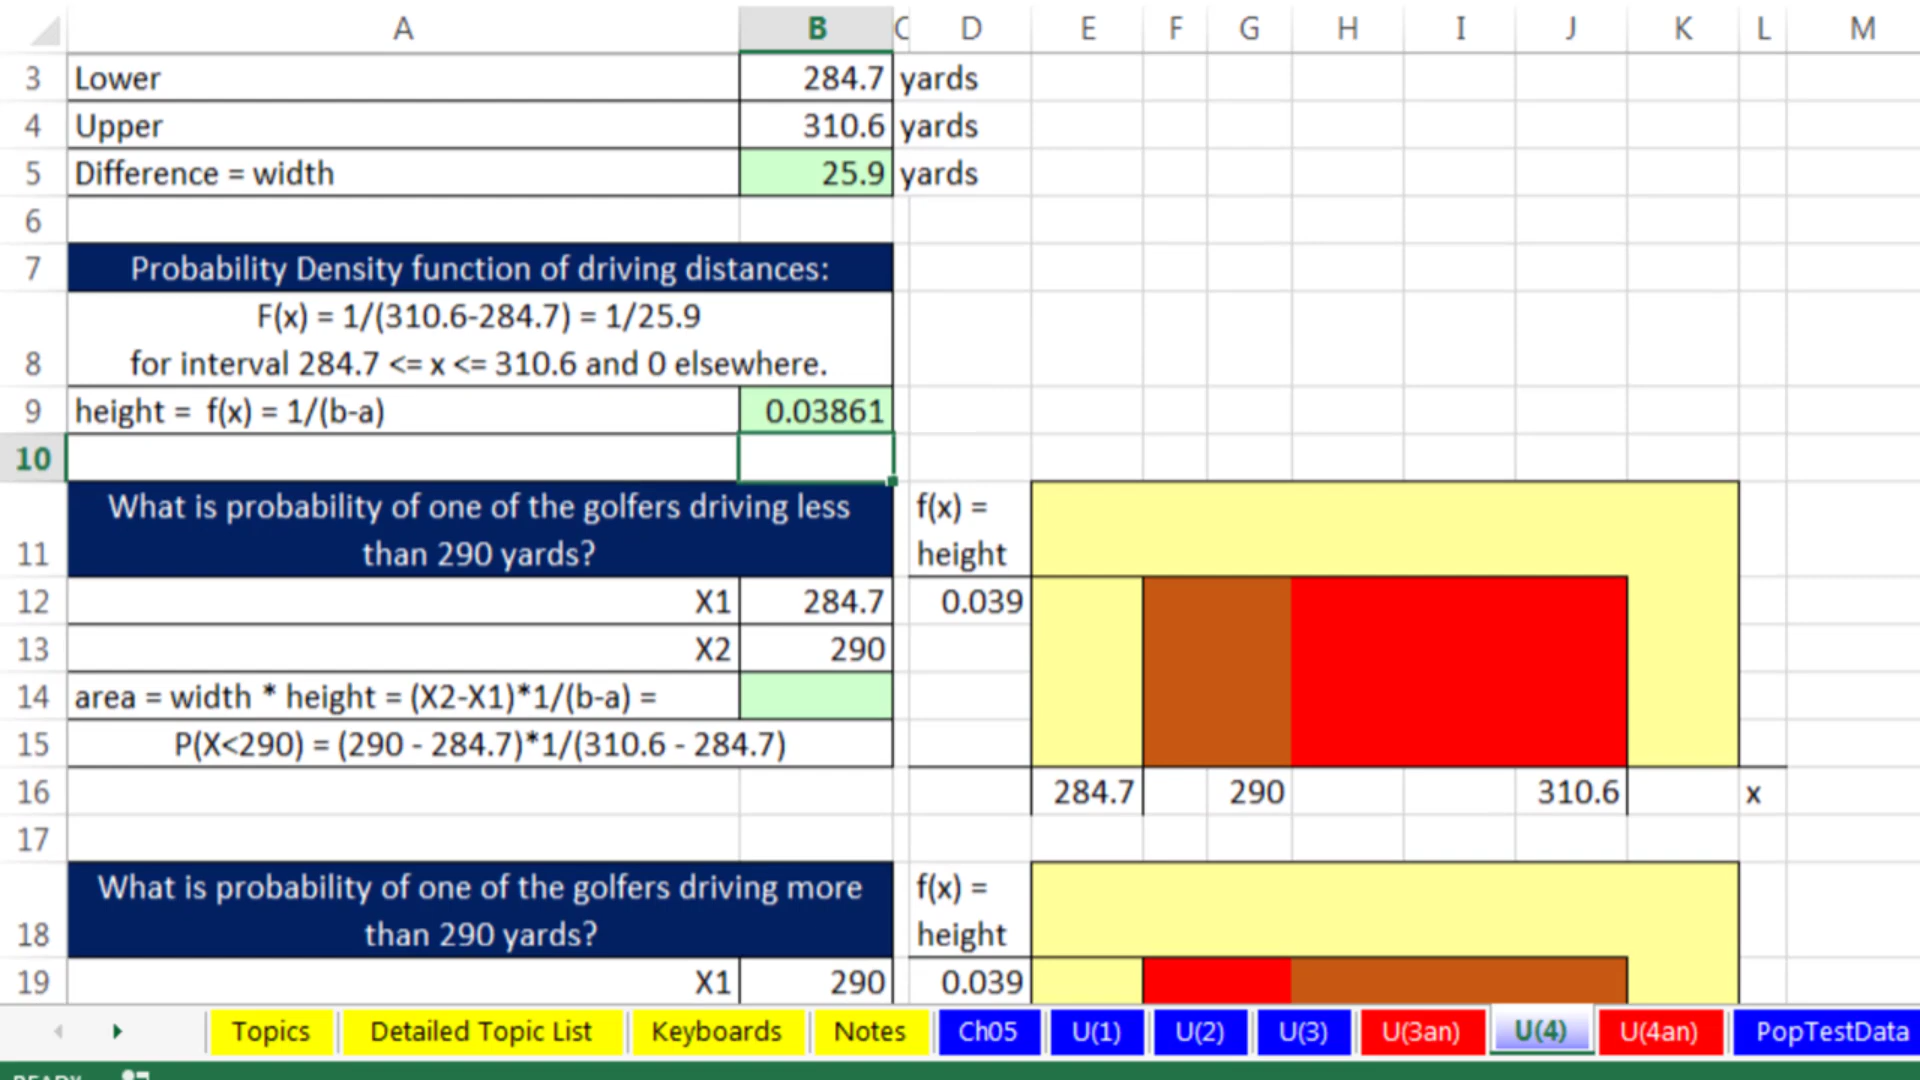 A B C D E F G H I J K L M
3 Lower 284.7 yards
4 Upper 310.6 yards
5 Difference = width 25.9 yards
6
7 Probability Density function of driving distances:
F(x) = 1/(310.6-284.7) = 1/25.9
8 for interval 284.7 <= x <= 310.6 and 0 elsewhere.
9 height = f(x) = 1/(b-a) 0.03861
10
What is probability of one of the golfers driving less f(x) =
11 than 290 yards? height
12 X1 284.7 0.039
13 X2 290
14 area = width * height = (X2-X1)*1/(b-a) =
15 P(X<290) = (290 - 284.7)*1/(310.6 - 284.7)
16 284.7 290 310.6 x
17
What is probability of one of the golfers driving more f(x) =
18 than 290 yards? height
19 X1 290 0.039
Topics Detailed Topic List Keyboards Notes Ch05 U(1) U(2) U(3) U(3an) U(4) U(4an) PopTestData
READY